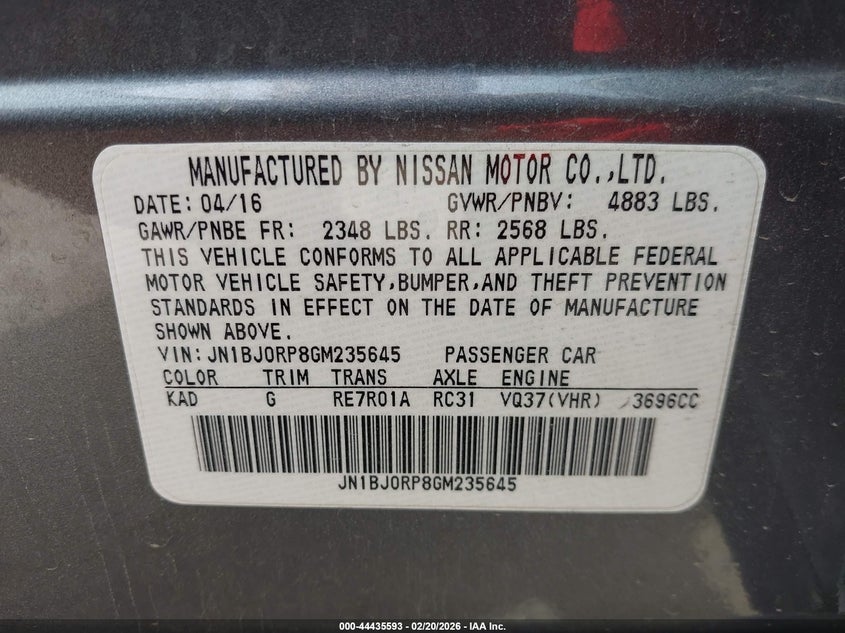 MANUFACTURED BY NISSAN MOTOR CO.,LTD.
DATE: 04/16 GVWR/PNBV: 4883 LBS.
GAWR/PNBE FR: 2348 LBS. RR: 2568 LBS.
THIS VEHICLE CONFORMS TO ALL APPLICABLE FEDERAL
MOTOR VEHICLE SAFETY,BUMPER,AND THEFT PREVENTION
STANDARDS IN EFFECT ON THE DATE OF MANUFACTURE
SHOWN ABOVE.
VIN: JN1BJ0RP8GM235645 PASSENGER CAR
COLOR TRIM TRANS AXLE ENGINE
KAD G RE7R01A RC31 VQ37(VHR) /3696CC
JN1BJ0RP8GM235645
000-44435593 / 02/20/2026 - IAA Inc.